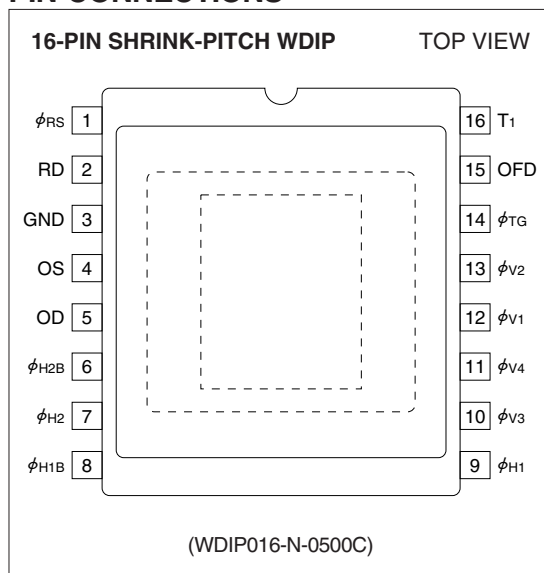 16-PIN SHRINK-PITCH WDIP TOP VIEW
ϕRS 1 16 T1
RD 2 15 OFD
GND 3 14 ϕTG
OS 4 13 ϕV2
OD 5 12 ϕV1
ϕH2B 6 11 ϕV4
ϕH2 7 10 ϕV3
ϕH1B 8 9 ϕH1
(WDIP016-N-0500C)